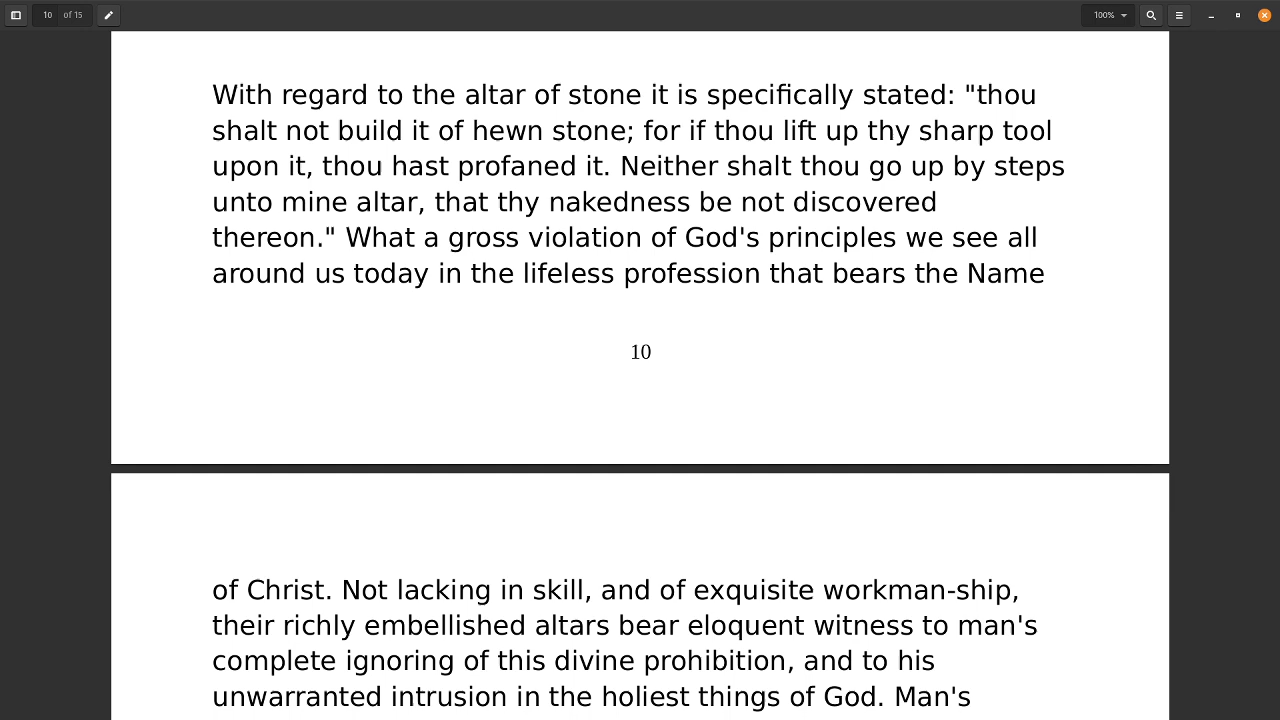 10 of 15
100%
With regard to the altar of stone it is specifically stated: "thou
shalt not build it of hewn stone; for if thou lift up thy sharp tool
upon it, thou hast profaned it. Neither shalt thou go up by steps
unto mine altar, that thy nakedness be not discovered
thereon." What a gross violation of God's principles we see all
around us today in the lifeless profession that bears the Name
10
of Christ. Not lacking in skill, and of exquisite workman-ship,
their richly embellished altars bear eloquent witness to man's
complete ignoring of this divine prohibition, and to his
unwarranted intrusion in the holiest things of God. Man's